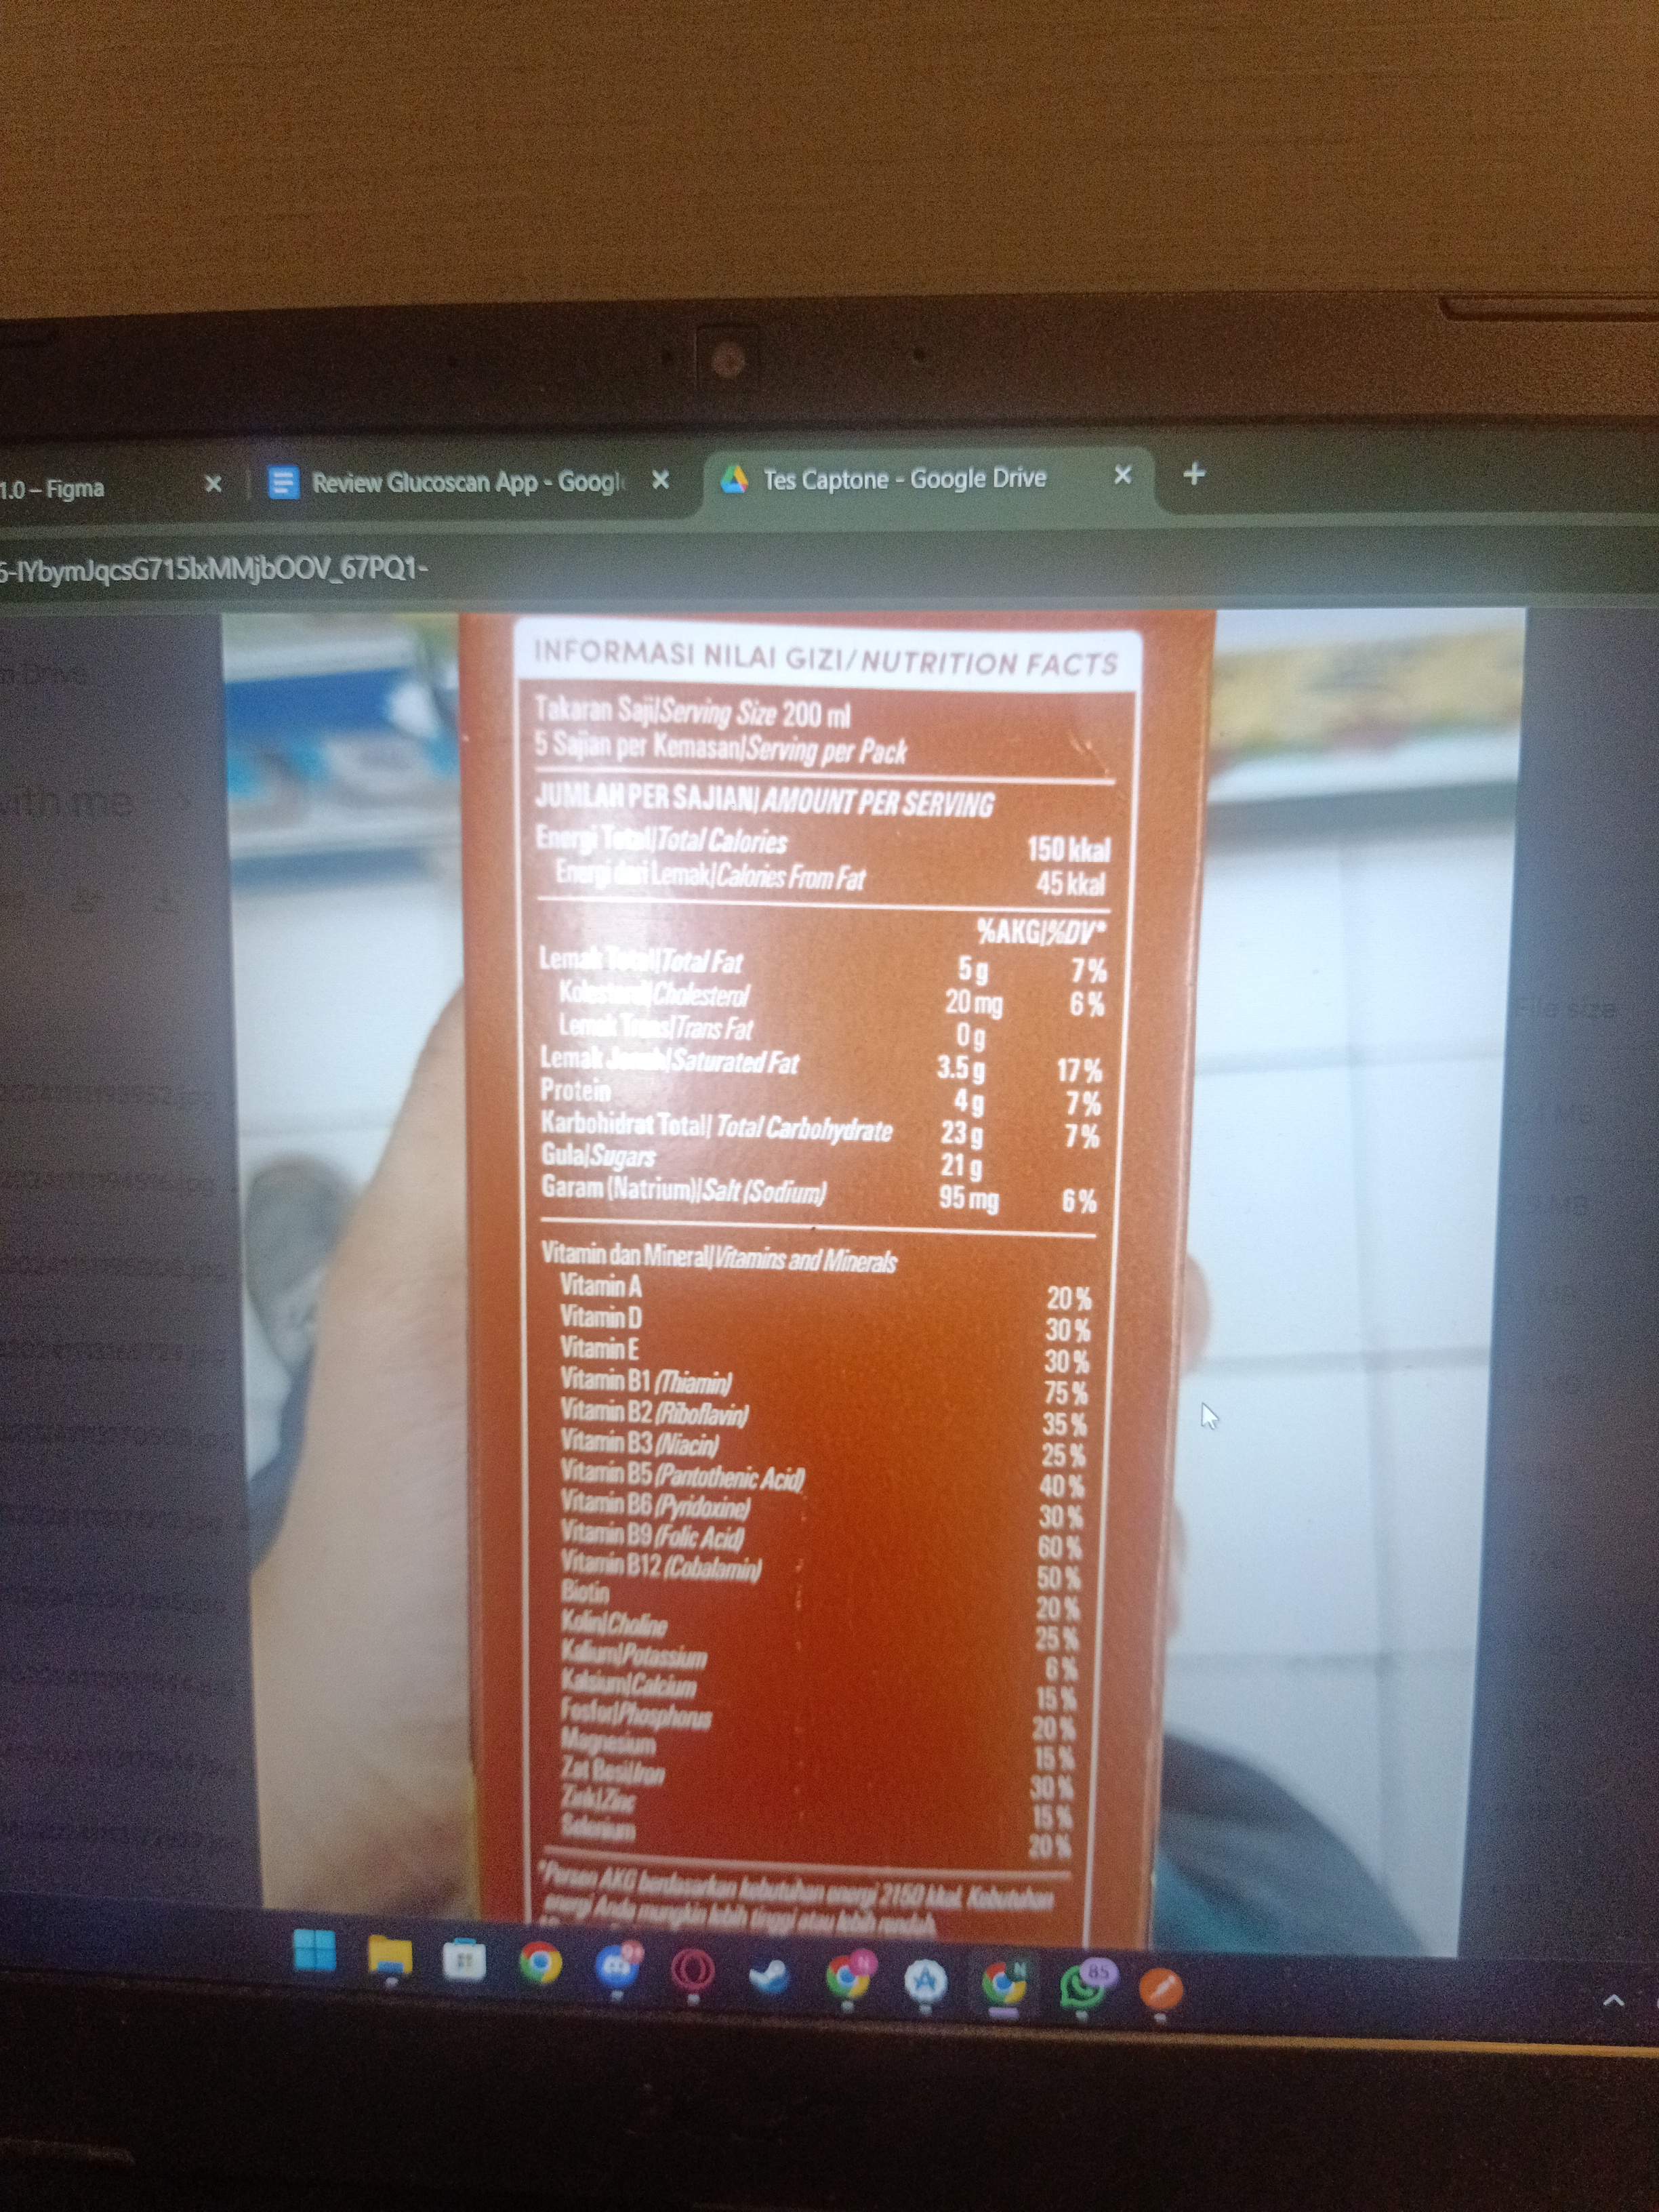 1.0 – Figma
Review Glucoscan App - Googl
Tes Captone - Google Drive
6-IYbymJqcsG715lxMMjbOOV_67PQ1-
n Drive
with me
File size
INFORMASI NILAI GIZI/NUTRITION FACTS
Takaran Saji|Serving Size 200 ml
5 Sajian per Kemasan|Serving per Pack
JUMLAH PER SAJIAN| AMOUNT PER SERVING
Energi Total|Total Calories 150 kkal
Energi dari Lemak|Calories From Fat 45 kkal
%AKG|%DV*
Lemak Total|Total Fat 5 g 7 %
Kolesterol|Cholesterol 20 mg 6 %
Lemak Trans|Trans Fat 0 g
Lemak Jenuh|Saturated Fat 3.5 g 17 %
Protein 4 g 7 %
Karbohidrat Total| Total Carbohydrate 23 g 7 %
Gula|Sugars 21 g
Garam (Natrium)|Salt (Sodium) 95 mg 6 %
Vitamin dan Mineral|Vitamins and Minerals
Vitamin A 20 %
Vitamin D 30 %
Vitamin E 30 %
Vitamin B1 (Thiamin) 75 %
Vitamin B2 (Riboflavin) 35 %
Vitamin B3 (Niacin) 25 %
Vitamin B5 (Pantothenic Acid) 40 %
Vitamin B6 (Pyridoxine) 30 %
Vitamin B9 (Folic Acid) 60 %
Vitamin B12 (Cobalamin) 50 %
Biotin 20 %
Kolin|Choline 25 %
Kalium|Potassium 6 %
Kalsium|Calcium 15 %
Fosfor|Phosphorus 20 %
Magnesium 15 %
Zat Besi|Iron 30 %
Zink|Zinc 15 %
Selenium 20 %
*Persen AKG berdasarkan kebutuhan energi 2150 kkal. Kebutuhan
energi Anda mungkin lebih tinggi atau lebih rendah.
85